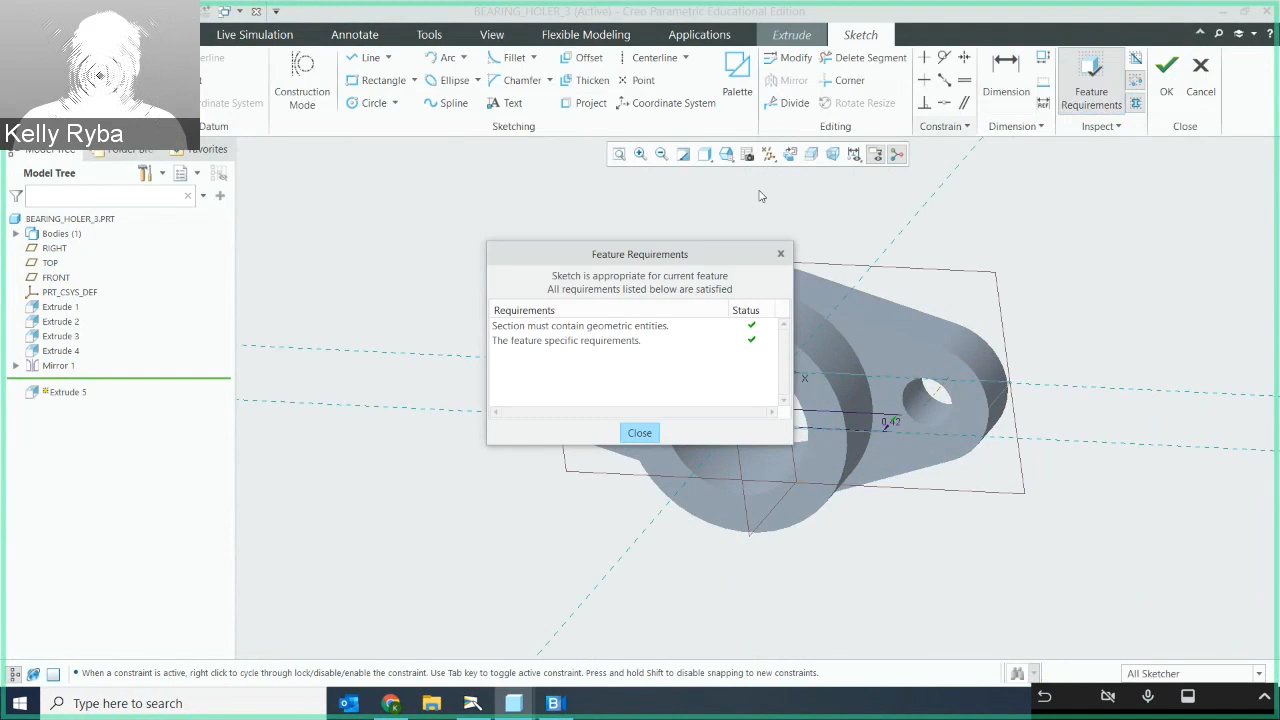 BEARING_HOLER_3 (Active) - Creo Parametric Educational Edition
Live Simulation Annotate Tools View Flexible Modeling Applications Extrude Sketch
Line Arc Fillet Offset Centerline Modify Delete Segment
Rectangle Ellipse Chamfer Thicken Point Mirror Corner
Circle Spline Text Project Coordinate System Divide Rotate Resize
Construction Mode
Palette
Dimension
Feature Requirements
OK Cancel
ordinate System
Datum Sketching Editing Constrain Dimension Inspect Close
Kelly Ryba
Model Tree
Favorites
Model Tree
BEARING_HOLER_3.PRT
Bodies (1)
RIGHT
TOP
FRONT
PRT_CSYS_DEF
Extrude 1
Extrude 2
Extrude 3
Extrude 4
Mirror 1
Extrude 5
Feature Requirements
Sketch is appropriate for current feature
All requirements listed below are satisfied
Requirements Status
Section must contain geometric entities.
The feature specific requirements.
Close
X
0.42
When a constraint is active, right click to cycle through lock/disable/enable the constraint. Use Tab key to toggle active constraint. Press and hold Shift to disable snapping to new constraints.
All Sketcher
Type here to search